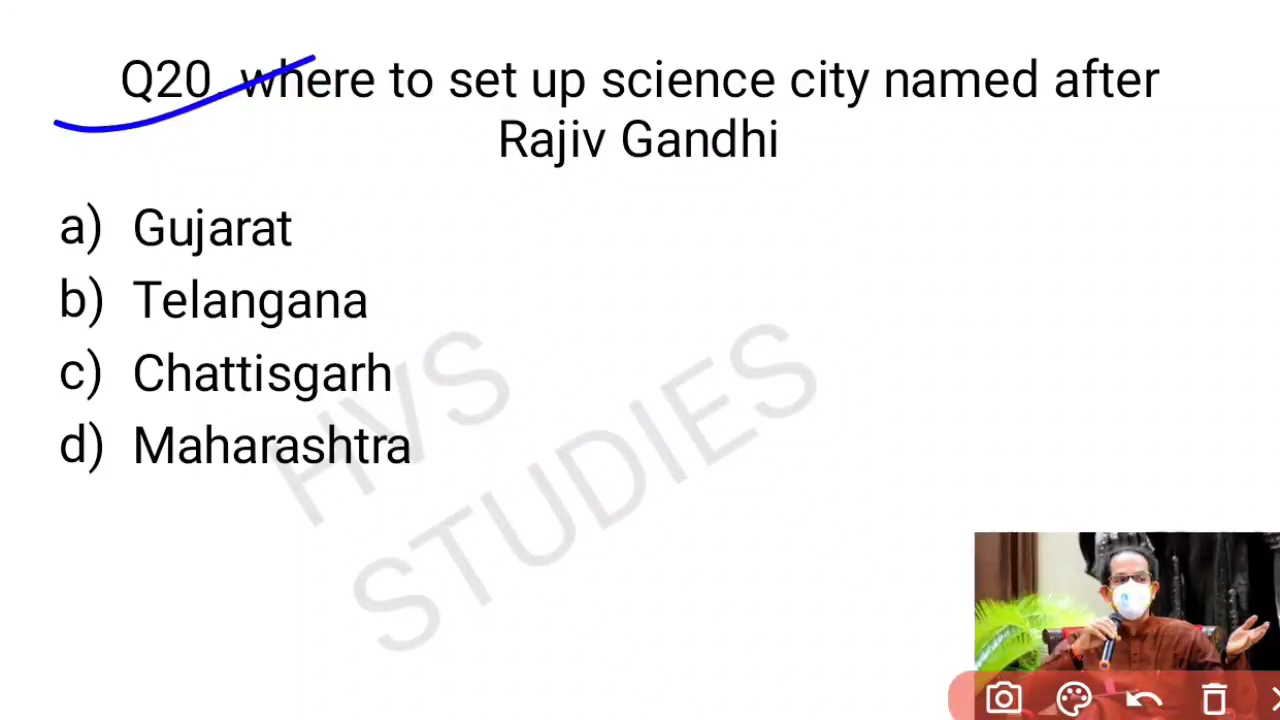 Q20. where to set up science city named after
Rajiv Gandhi
a) Gujarat
b) Telangana
c) Chattisgarh
d) Maharashtra
HVS
STUDIES